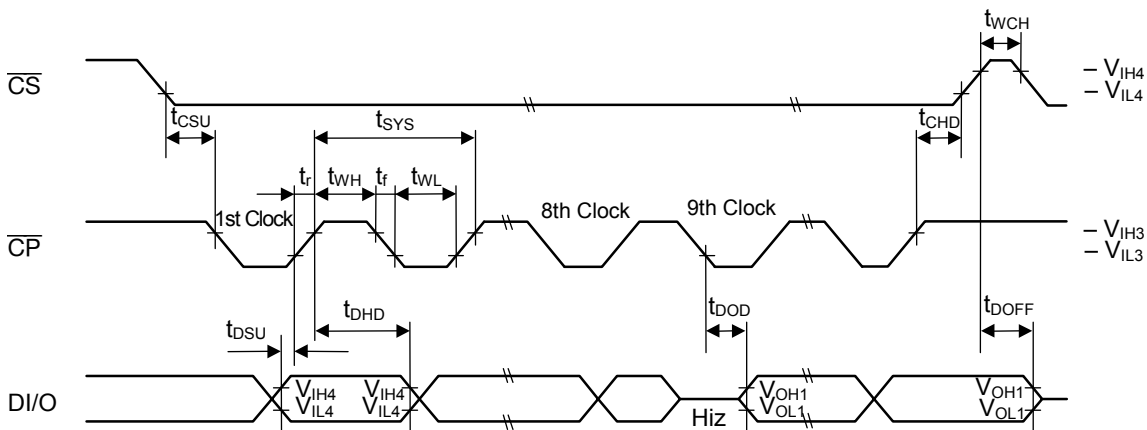 tWCH
CS
– VIH4
– VIL4
tCSU
tSYS
tCHD
tr
tWH
tf
tWL
1st Clock
8th Clock
9th Clock
CP
– VIH3
– VIL3
tDSU
tDHD
tDOD
tDOFF
DI/O
VIH4
VIH4
VOH1
VOH1
VIL4
VIL4
VOL1
VOL1
Hiz